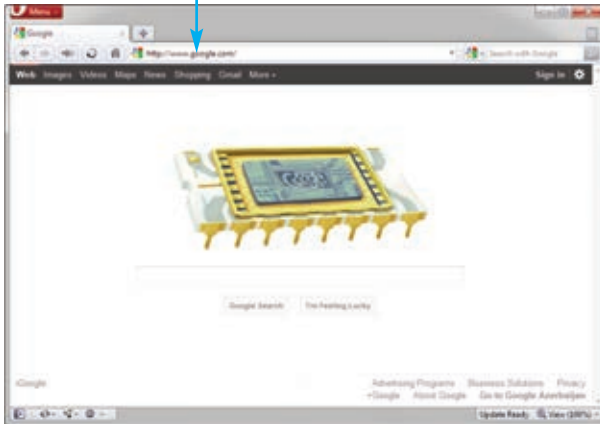 Menu
Google
http://www.google.com/
Search with Google
Web Images Videos Maps News Shopping Gmail More
Sign in
Google Search I'm Feeling Lucky
iGoogle
Advertising Programs Business Solutions Privacy
+Google About Google Go to Google Azerbaijan
Update Ready View (100%)